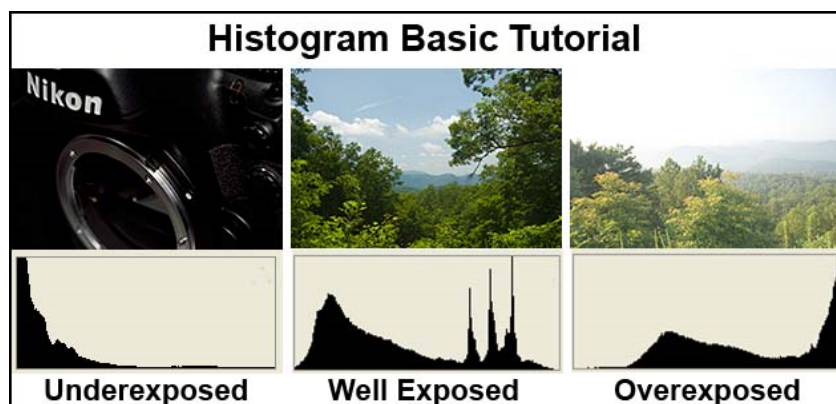 Histogram Basic Tutorial
Nikon
Underexposed
Well Exposed
Overexposed